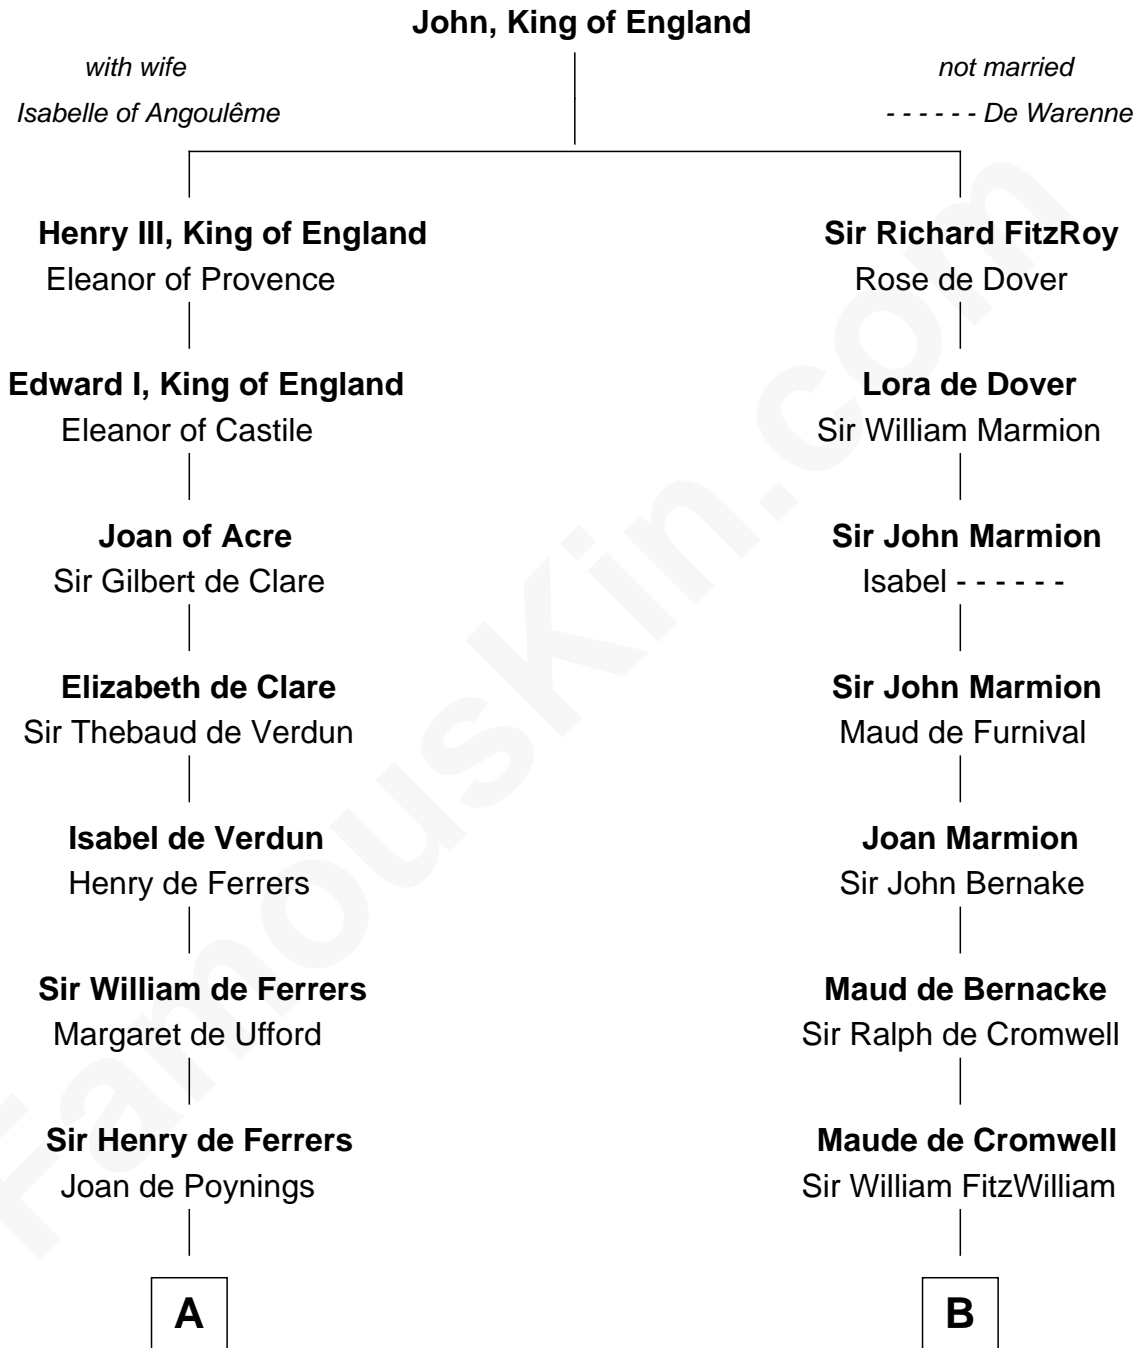 John, King of England
with wife
Isabelle of Angoulême
not married
- - - - - - De Warenne
Henry III, King of England
Eleanor of Provence
Edward I, King of England
Eleanor of Castile
Joan of Acre
Sir Gilbert de Clare
Elizabeth de Clare
Sir Thebaud de Verdun
Isabel de Verdun
Henry de Ferrers
Sir William de Ferrers
Margaret de Ufford
Sir Henry de Ferrers
Joan de Poynings
A
Sir Richard FitzRoy
Rose de Dover
Lora de Dover
Sir William Marmion
Sir John Marmion
Isabel - - - - - -
Sir John Marmion
Maud de Furnival
Joan Marmion
Sir John Bernake
Maud de Bernacke
Sir Ralph de Cromwell
Maude de Cromwell
Sir William FitzWilliam
B
FamousKin.com